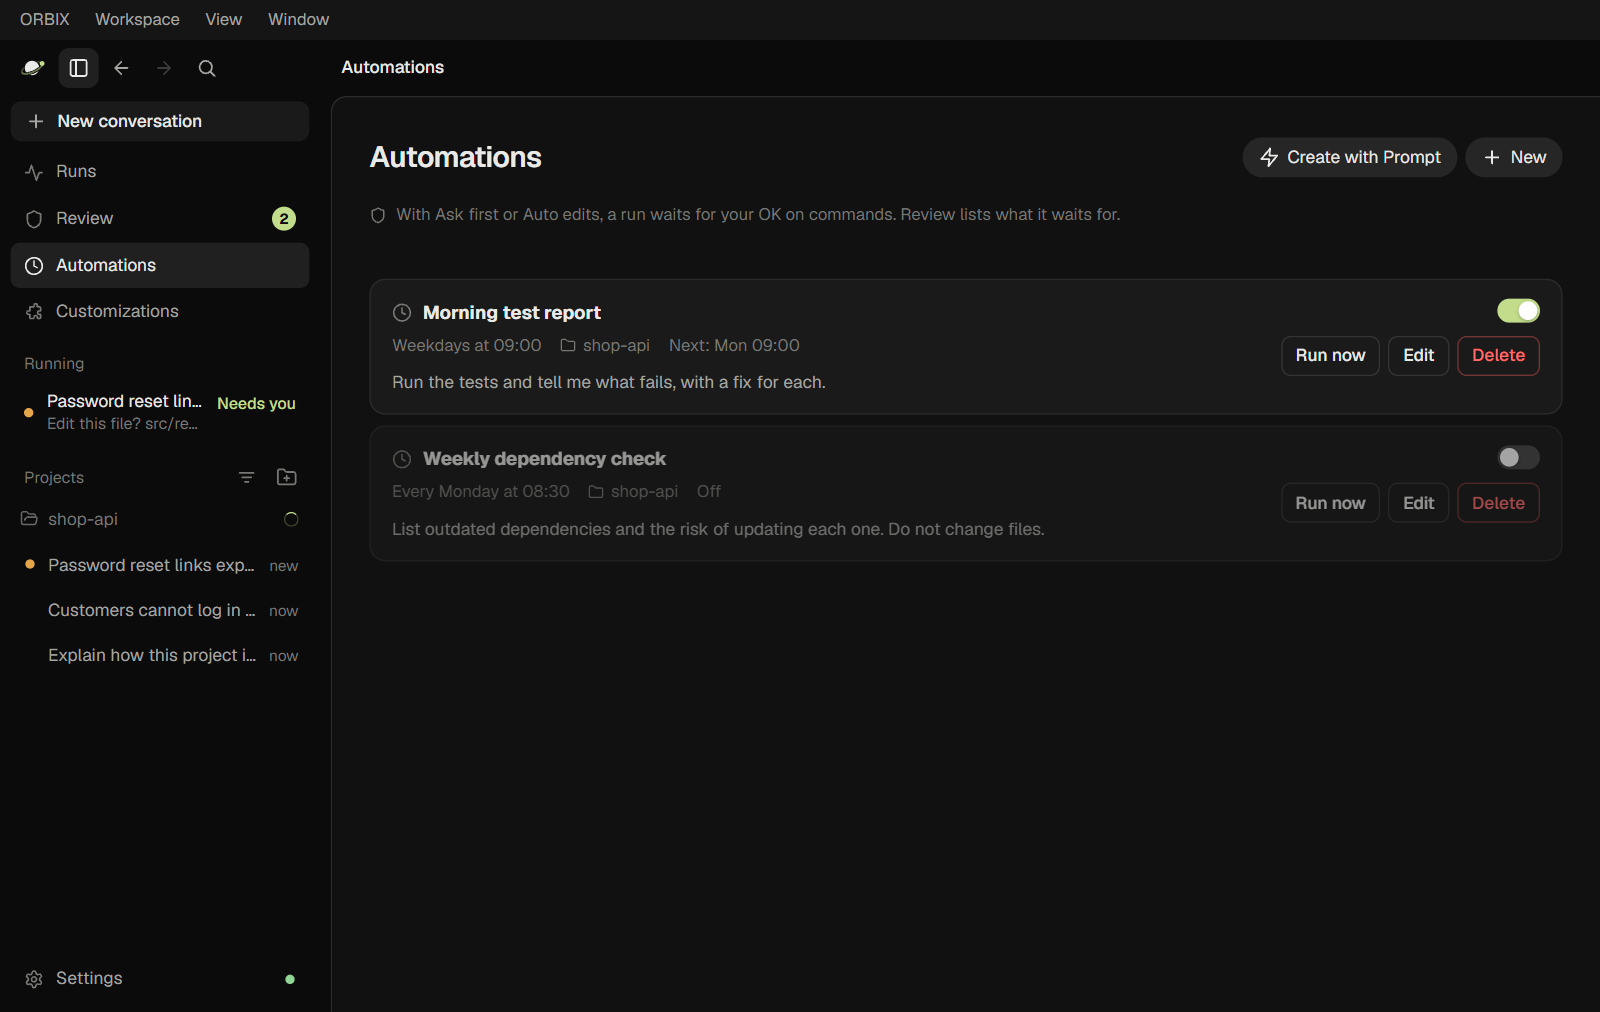 ORBIX Workspace View Window
Automations
New conversation
Runs
Review 2
Automations
Customizations
Running
Password reset lin... Needs you
Edit this file? src/re...
Projects
shop-api
Password reset links exp... new
Customers cannot log in ... now
Explain how this project i... now
Settings
Automations
Create with Prompt
New
With Ask first or Auto edits, a run waits for your OK on commands. Review lists what it waits for.
Morning test report
Weekdays at 09:00 shop-api Next: Mon 09:00
Run the tests and tell me what fails, with a fix for each.
Run now Edit Delete
Weekly dependency check
Every Monday at 08:30 shop-api Off
List outdated dependencies and the risk of updating each one. Do not change files.
Run now Edit Delete